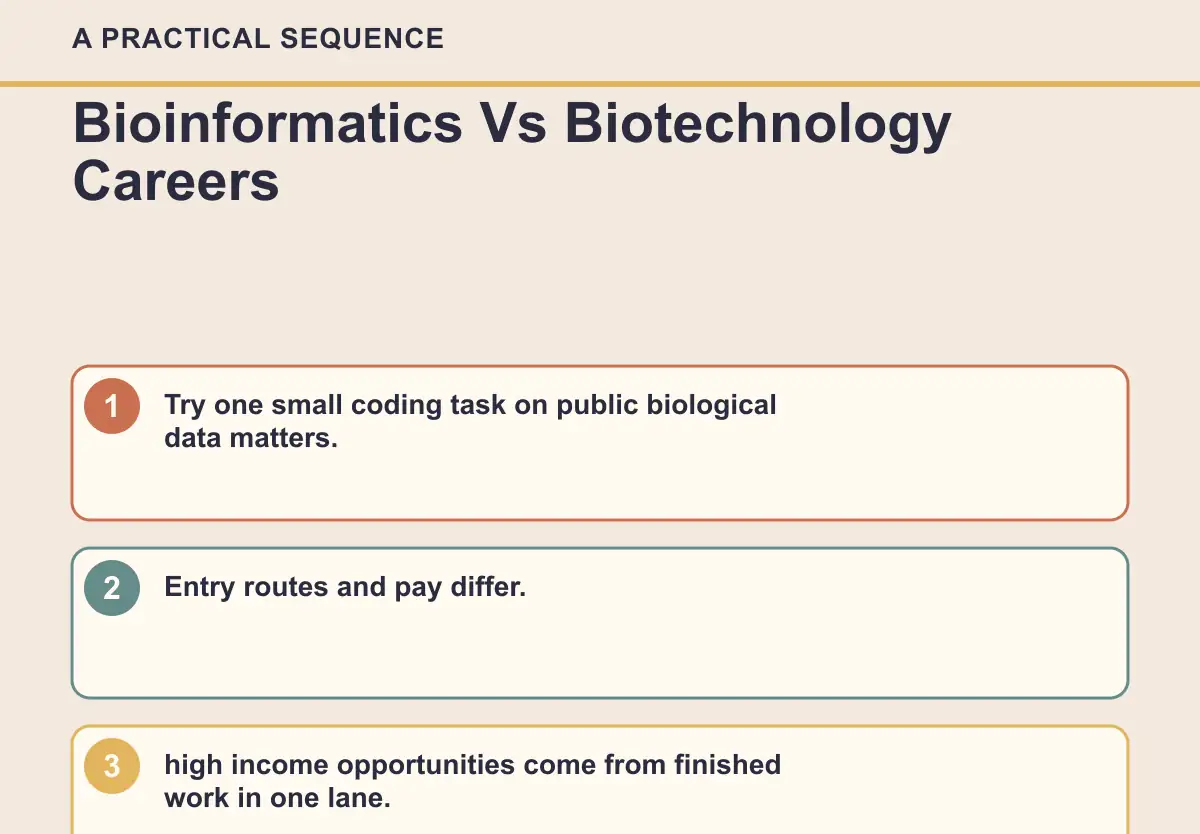 A PRACTICAL SEQUENCE
Bioinformatics Vs Biotechnology
Careers
1
Try one small coding task on public biological
data matters.
2
Entry routes and pay differ.
3
high income opportunities come from finished
work in one lane.